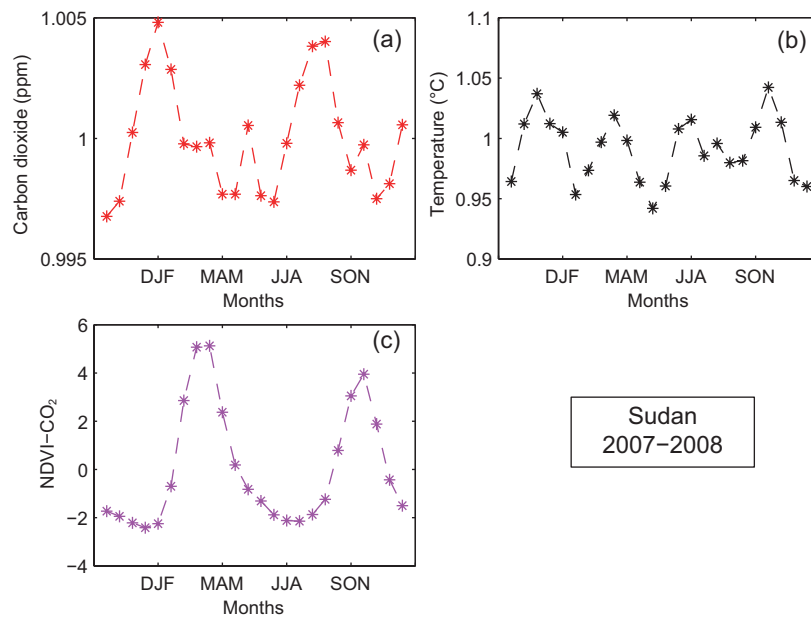 (a)
Carbon dioxide (ppm)
1.005
1
0.995
DJF MAM JJA SON
Months
(b)
Temperature (°C)
1.1
1.05
1
0.95
0.9
DJF MAM JJA SON
Months
(c)
NDVI−CO₂
6
4
2
0
−2
−4
DJF MAM JJA SON
Months
Sudan
2007−2008